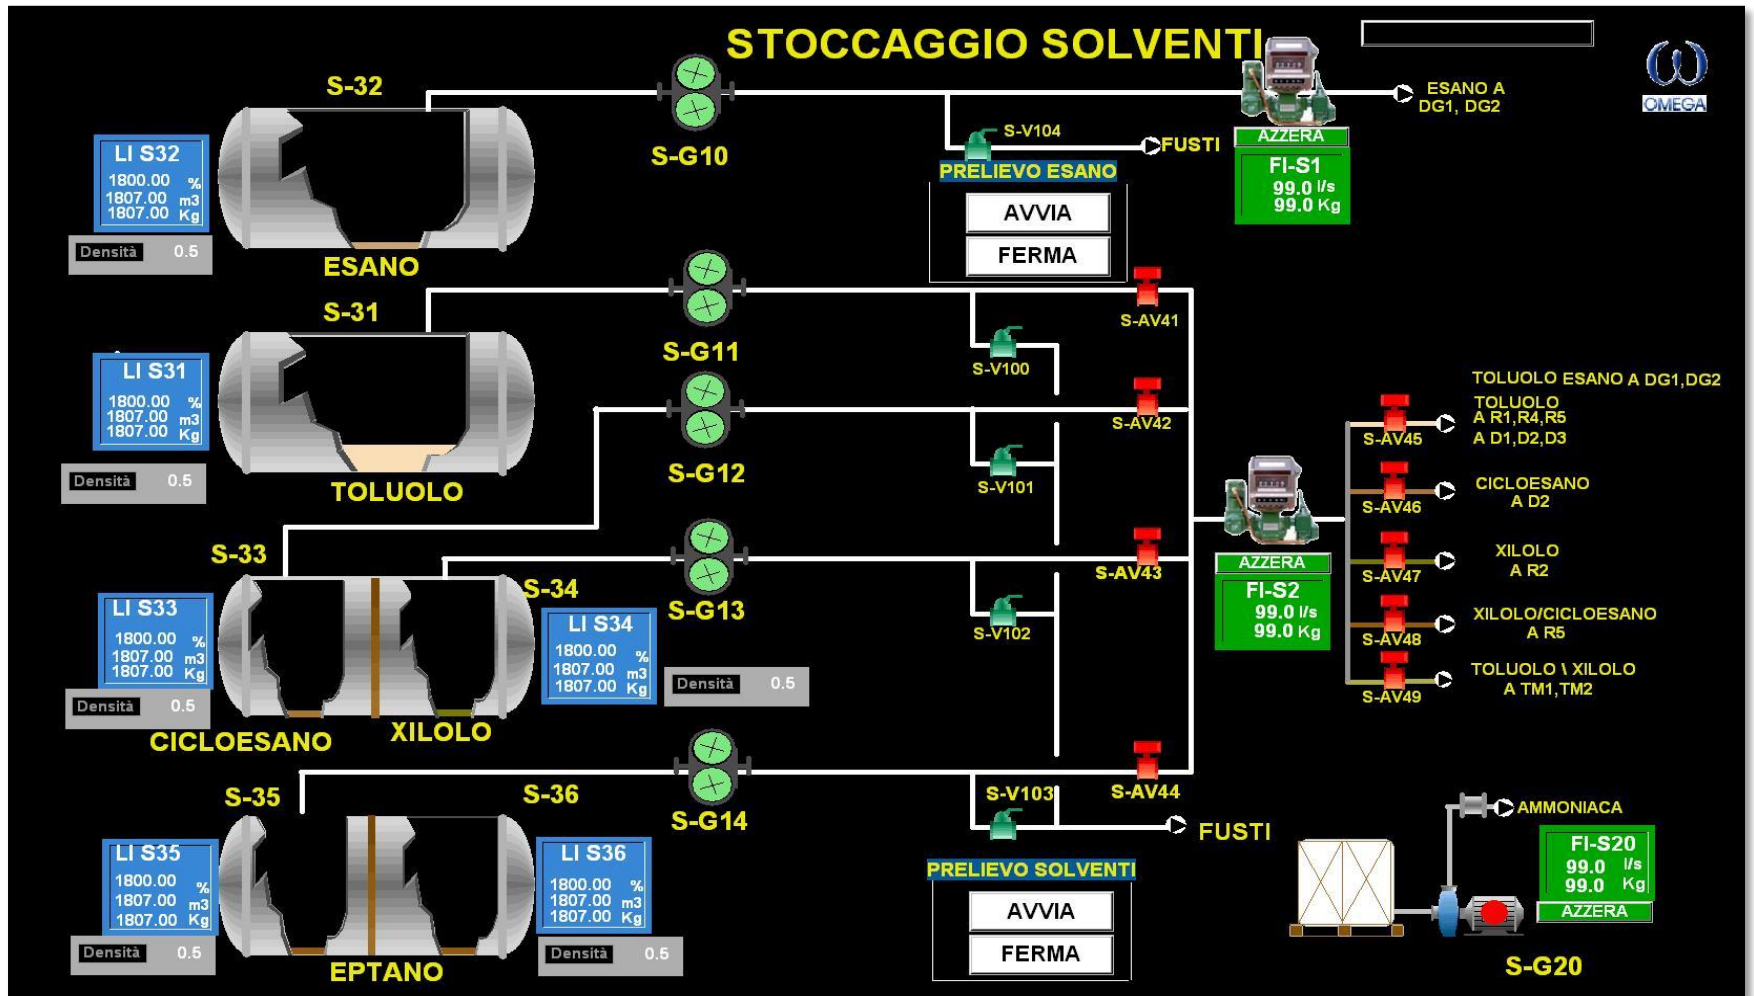 STOCCAGGIO SOLVENTI
OMEGA
S-32
LI S32
1800.00 %
1807.00 m3
1807.00 Kg
Densità 0.5
ESANO
S-G10
S-V104
FUSTI
PRELIEVO ESANO
AVVIA
FERMA
ESANO A
DG1, DG2
AZZERA
FI-S1
99.0 l/s
99.0 Kg
S-31
LI S31
1800.00 %
1807.00 m3
1807.00 Kg
Densità 0.5
TOLUOLO
S-G11
S-V100
S-AV41
S-G12
S-V101
S-AV42
S-33
LI S33
1800.00 %
1807.00 m3
1807.00 Kg
Densità 0.5
CICLOESANO
S-34
LI S34
1800.00 %
1807.00 m3
1807.00 Kg
Densità 0.5
XILOLO
S-G13
S-V102
S-AV43
AZZERA
FI-S2
99.0 l/s
99.0 Kg
TOLUOLO ESANO A DG1,DG2
TOLUOLO
A R1,R4,R5
A D1,D2,D3
S-AV45
CICLOESANO
A D2
S-AV46
XILOLO
A R2
S-AV47
XILOLO/CICLOESANO
A R5
S-AV48
TOLUOLO \ XILOLO
A TM1,TM2
S-AV49
S-35
LI S35
1800.00 %
1807.00 m3
1807.00 Kg
Densità 0.5
S-36
LI S36
1800.00 %
1807.00 m3
1807.00 Kg
Densità 0.5
EPTANO
S-G14
S-V103
S-AV44
FUSTI
PRELIEVO SOLVENTI
AVVIA
FERMA
AMMONIACA
FI-S20
99.0 l/s
99.0 Kg
AZZERA
S-G20